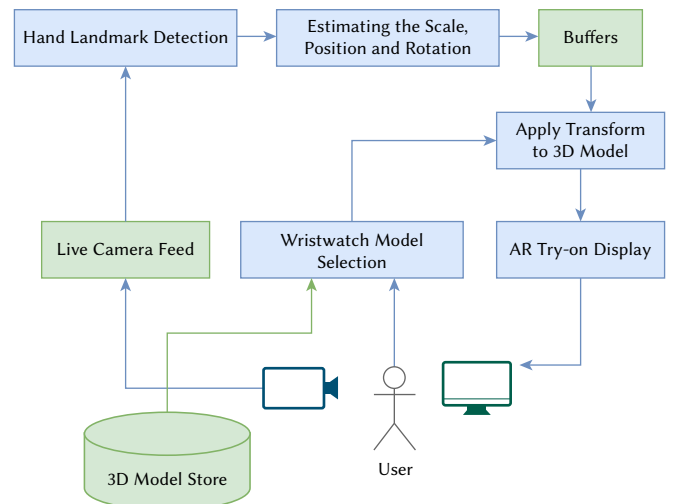 Hand Landmark Detection
Estimating the Scale,
Position and Rotation
Buffers
Apply Transform
to 3D Model
Live Camera Feed
Wristwatch Model
Selection
AR Try-on Display
User
3D Model Store